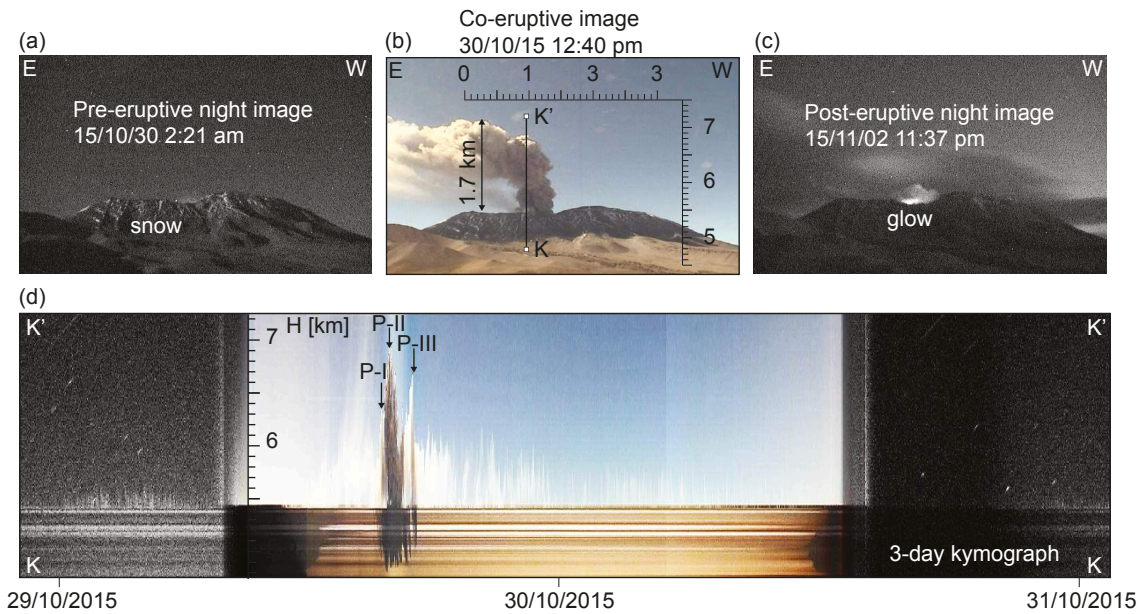 Co-eruptive image
30/10/15 12:40 pm
(a)
E
W
Pre-eruptive night image
15/10/30 2:21 am
snow
(b)
E
0 1 3 3
W
K'
7
1.7 km
6
K
5
(c)
E
W
Post-eruptive night image
15/11/02 11:37 pm
glow
(d)
K'
7
H [km]
P-II
P-III
P-I
K'
6
K
3-day kymograph
K
29/10/2015
30/10/2015
31/10/2015